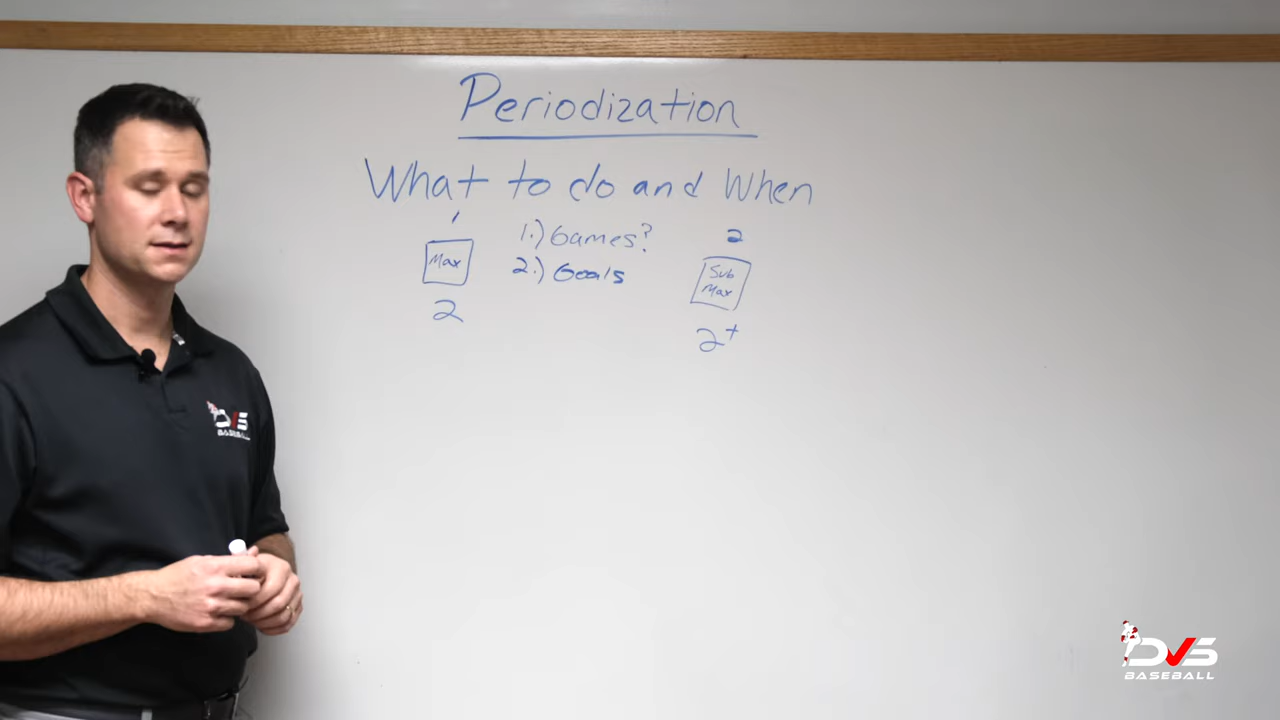 Periodization
What to do and When
1 1.) Games? 2
Max 2.) Goals Sub
Max
2 2+
DVS
BASEBALL
DVS
BASEBALL